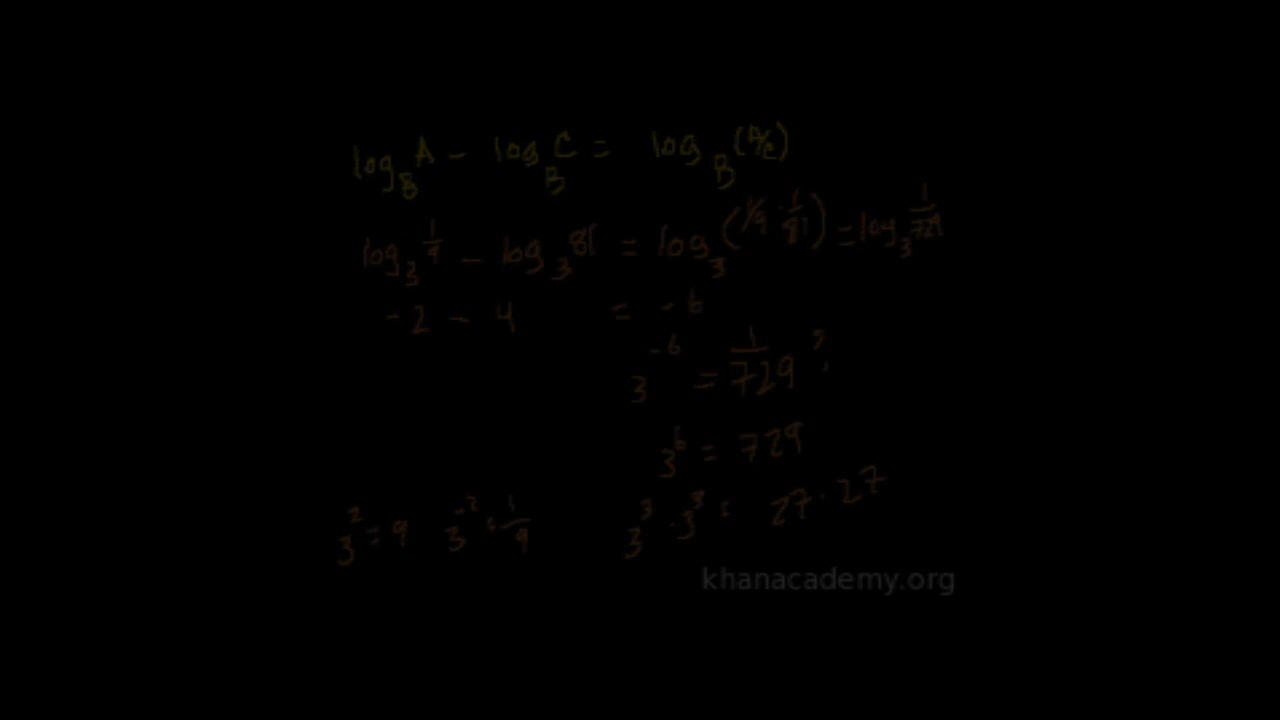 log_B A - log_B C = log_B (A/C)
log_3 1/9 - log_3 81 = log_3 (1/9 · 1/81) = log_3 1/729
-2 - 4 = -6
3^-6 = 1/729 ?
3^6 = 729
3^2 = 9 3^-2 = 1/9 3^3 · 3^3 = 27 · 27
khanacademy.org